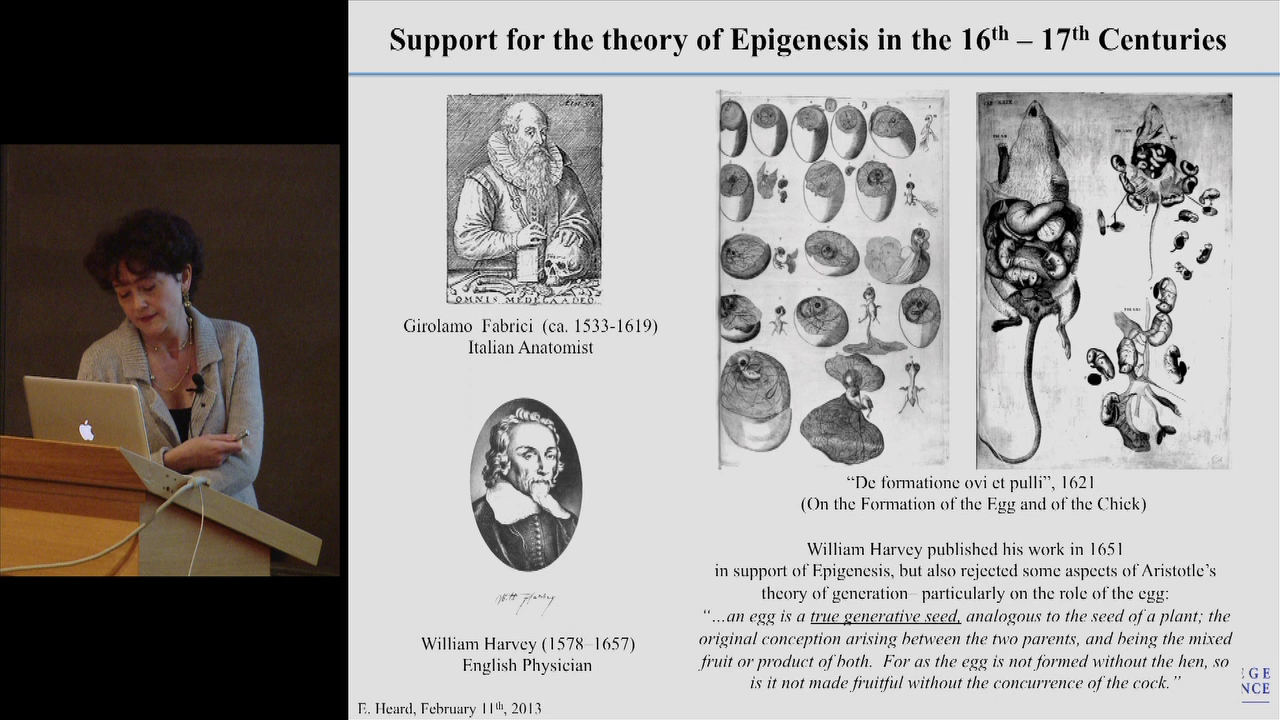 Support for the theory of Epigenesis in the 16th – 17th Centuries
OMNIS MEDELA A DEO
Girolamo Fabrici (ca. 1533-1619)
Italian Anatomist
William Harvey (1578–1657)
English Physician
"De formatione ovi et pulli", 1621
(On the Formation of the Egg and of the Chick)
William Harvey published his work in 1651
in support of Epigenesis, but also rejected some aspects of Aristotle's
theory of generation– particularly on the role of the egg:
"…an egg is a true generative seed, analogous to the seed of a plant; the
original conception arising between the two parents, and being the mixed
fruit or product of both. For as the egg is not formed without the hen, so
is it not made fruitful without the concurrence of the cock."
E. Heard, February 11th, 2013
GE
NCE